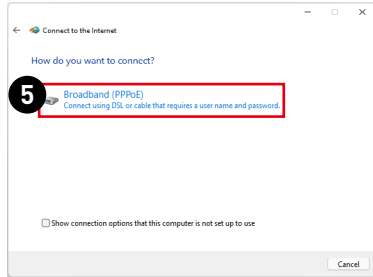 Connect to the Internet
How do you want to connect?
5
Broadband (PPPoE)
Connect using DSL or cable that requires a user name and password.
Show connection options that this computer is not set up to use
Cancel